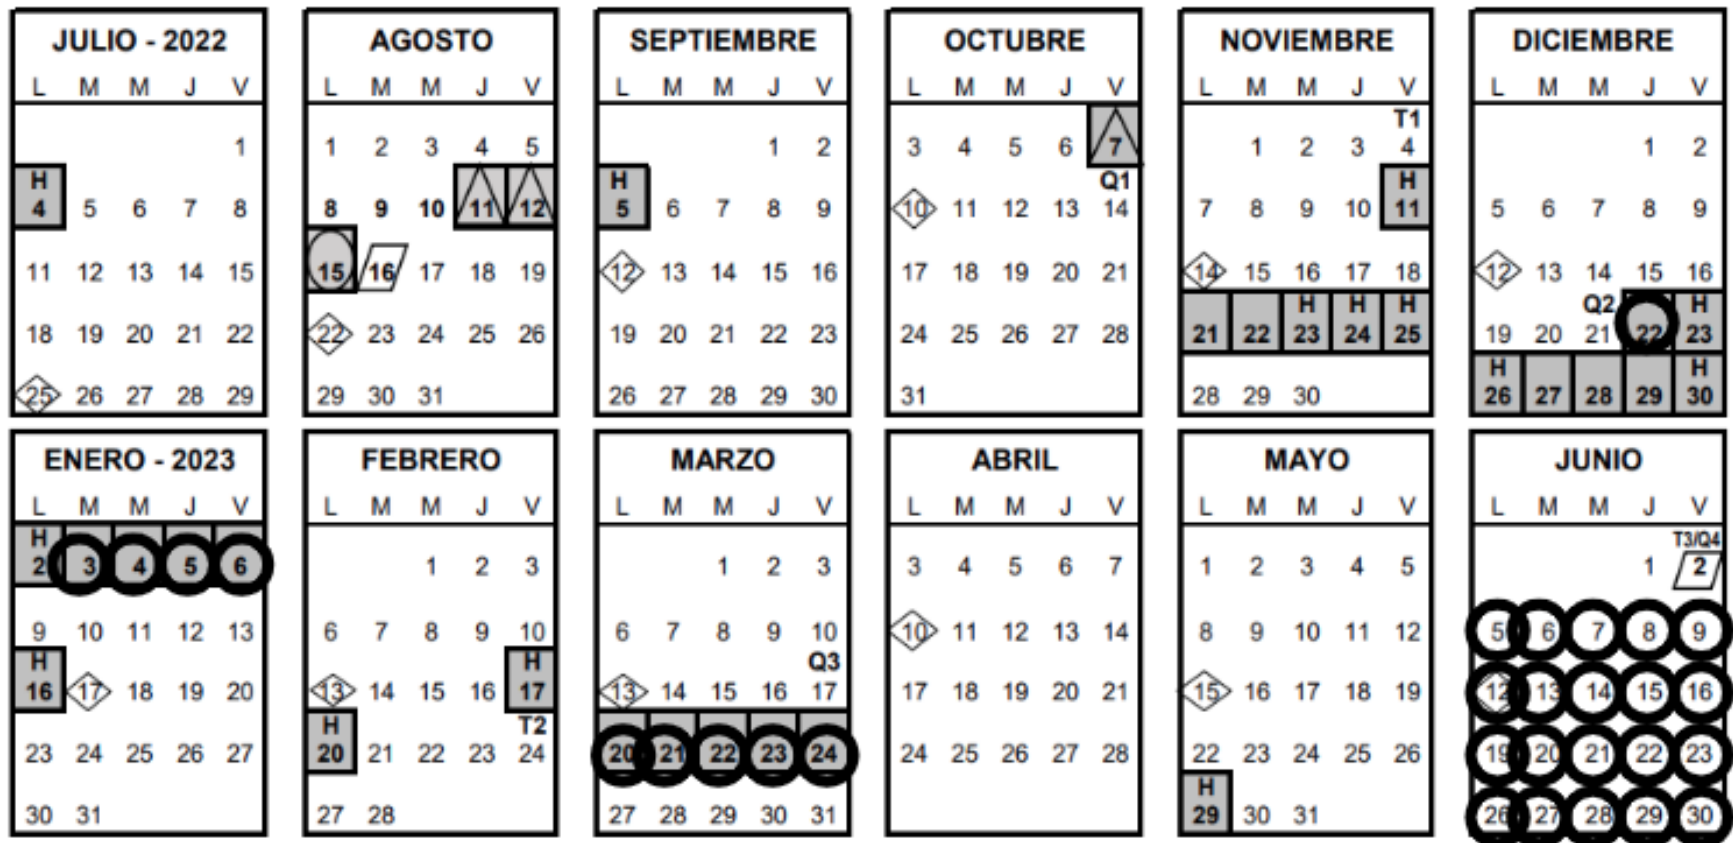 JULIO - 2022
L M M J V
1
H
4 5 6 7 8
11 12 13 14 15
18 19 20 21 22
25 26 27 28 29
AGOSTO
L M M J V
1 2 3 4 5
8 9 10 11 12
15 16 17 18 19
22 23 24 25 26
29 30 31
SEPTIEMBRE
L M M J V
1 2
H
5 6 7 8 9
12 13 14 15 16
19 20 21 22 23
26 27 28 29 30
OCTUBRE
L M M J V
3 4 5 6 7
Q1
10 11 12 13 14
17 18 19 20 21
24 25 26 27 28
31
NOVIEMBRE
L M M J V
T1
1 2 3 4
H
7 8 9 10 11
14 15 16 17 18
H H H
21 22 23 24 25
28 29 30
DICIEMBRE
L M M J V
1 2
5 6 7 8 9
12 13 14 15 16
Q2 H
19 20 21 22 23
H H
26 27 28 29 30
ENERO - 2023
L M M J V
H
2 3 4 5 6
9 10 11 12 13
H
16 17 18 19 20
23 24 25 26 27
30 31
FEBRERO
L M M J V
1 2 3
6 7 8 9 10
H
13 14 15 16 17
H T2
20 21 22 23 24
27 28
MARZO
L M M J V
1 2 3
6 7 8 9 10
Q3
13 14 15 16 17
20 21 22 23 24
27 28 29 30 31
ABRIL
L M M J V
3 4 5 6 7
10 11 12 13 14
17 18 19 20 21
24 25 26 27 28
MAYO
L M M J V
1 2 3 4 5
8 9 10 11 12
15 16 17 18 19
22 23 24 25 26
H
29 30 31
JUNIO
L M M J V
T3/Q4
1 2
5 6 7 8 9
12 13 14 15 16
19 20 21 22 23
26 27 28 29 30